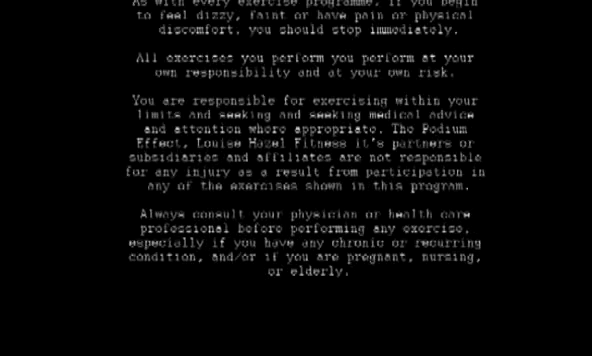 As with every exercise programme, if you begin
to feel dizzy, faint or have pain or physical
discomfort, you should stop immediately.
All exercises you perform you perform at your
own responsibility and at your own risk.
You are responsible for exercising within your
limits and seeking and seeking medical advice
and attention where appropriate. The Podium
Effect, Louise Hazel Fitness it's partners or
subsidiaries and affiliates are not responsible
for any injury as a result from participation in
any of the exercises shown in this program.
Always consult your physician or health care
professional before performing any exercise,
especially if you have any chronic or recurring
condition, and/or if you are pregnant, nursing,
or elderly.